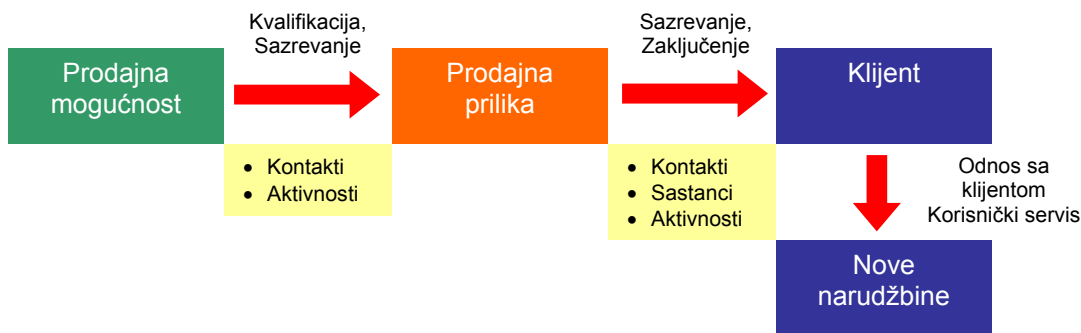 Kvalifikacija,
Sazrevanje
Sazrevanje,
Zaključenje
Prodajna
mogućnost
Prodajna
prilika
Klijent
• Kontakti
• Aktivnosti
• Kontakti
• Sastanci
• Aktivnosti
Odnos sa
klijentom
Korisnički servis
Nove
narudžbine